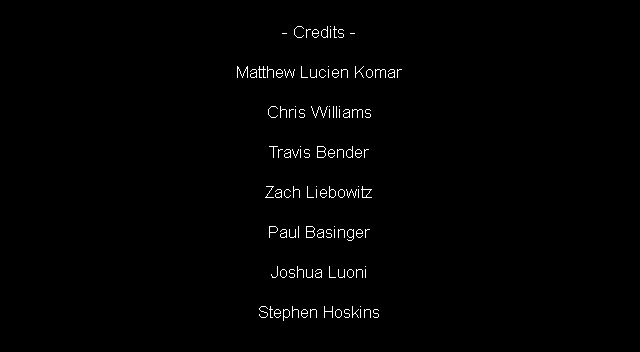 - Credits -
Matthew Lucien Komar
Chris Williams
Travis Bender
Zach Liebowitz
Paul Basinger
Joshua Luoni
Stephen Hoskins